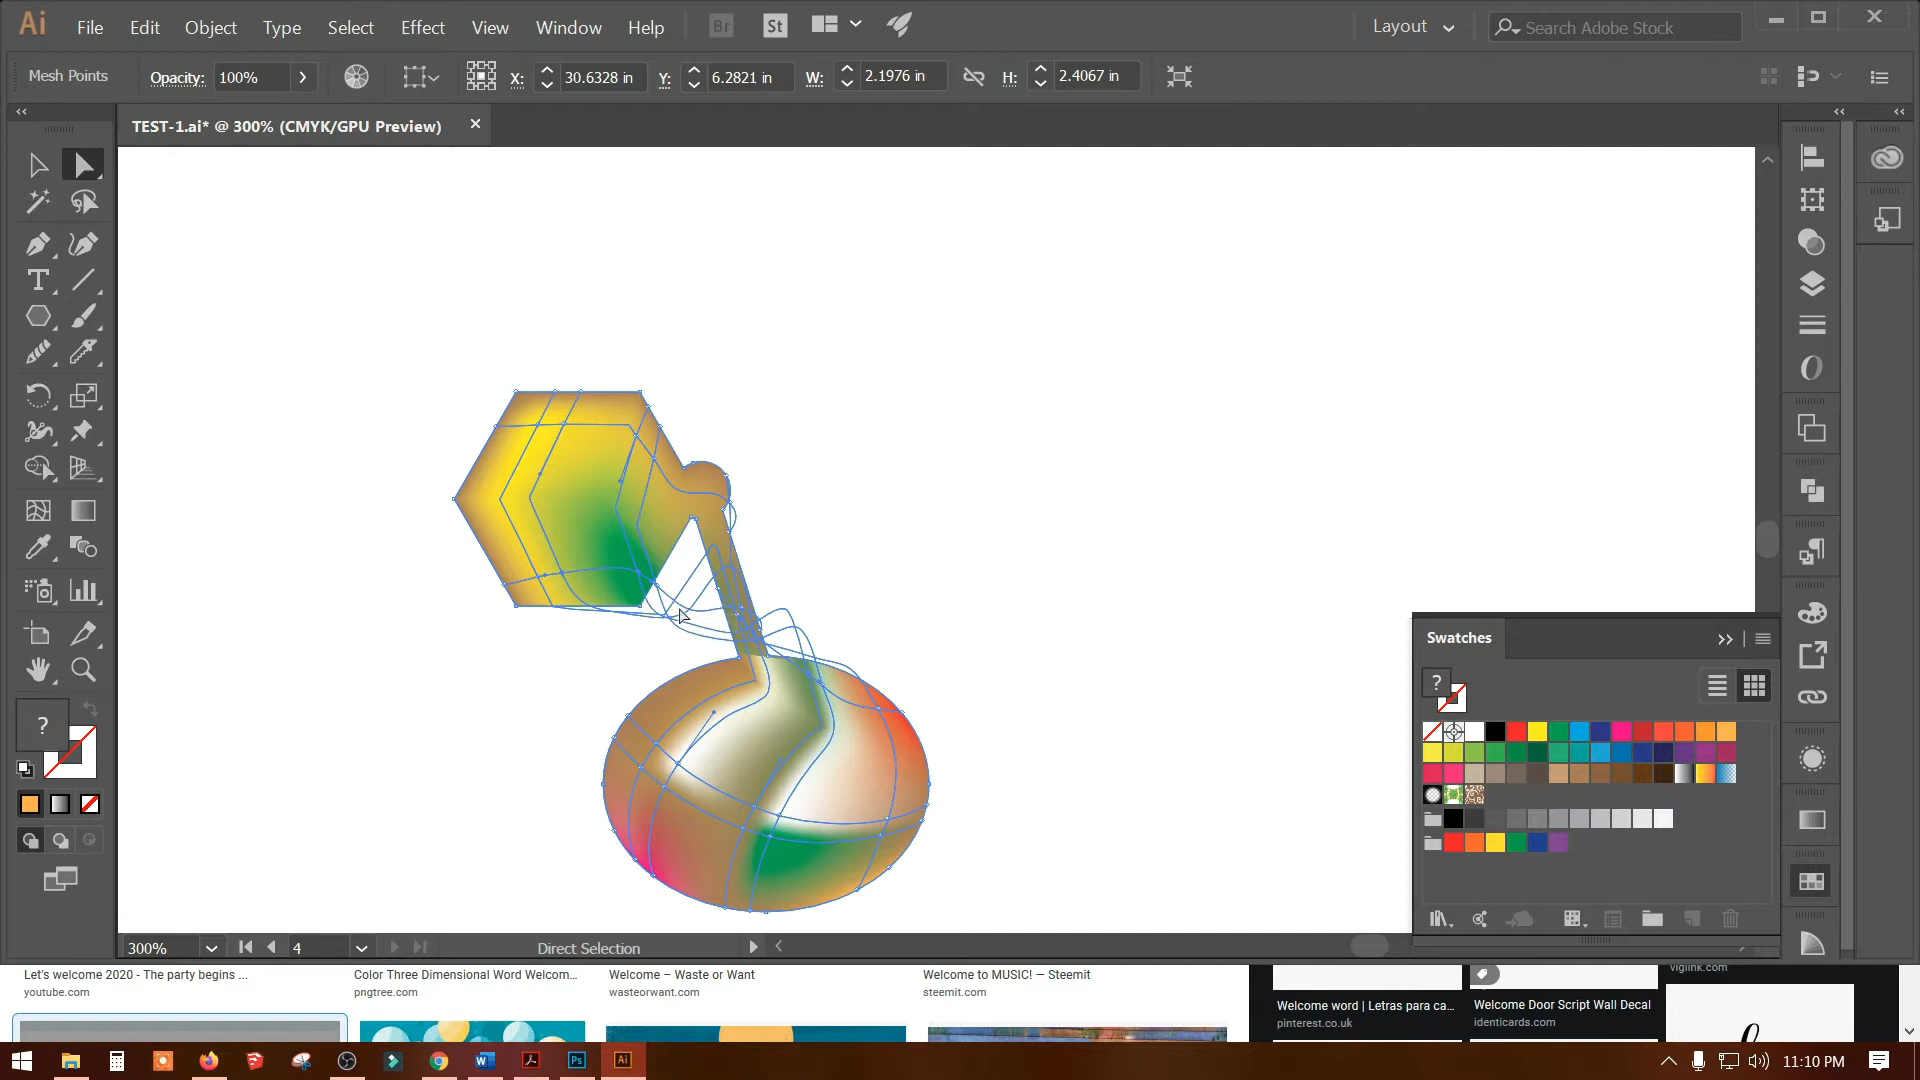 Ai File Edit Object Type Select Effect View Window Help Br St Layout Search Adobe Stock
Mesh Points Opacity: 100% X: 30.6328 in Y: 6.2821 in W: 2.1976 in H: 2.4067 in
TEST-1.ai* @ 300% (CMYK/GPU Preview)
Swatches
?
?
300% 4 Direct Selection
Let's welcome 2020 - The party begins ...
youtube.com
Color Three Dimensional Word Welcom...
pngtree.com
Welcome – Waste or Want
wasteorwant.com
Welcome to MUSIC! — Steemit
steemit.com
Welcome word | Letras para ca...
pinterest.co.uk
Welcome Door Script Wall Decal
identicards.com
viglink.com
W Ps Ai 11:10 PM